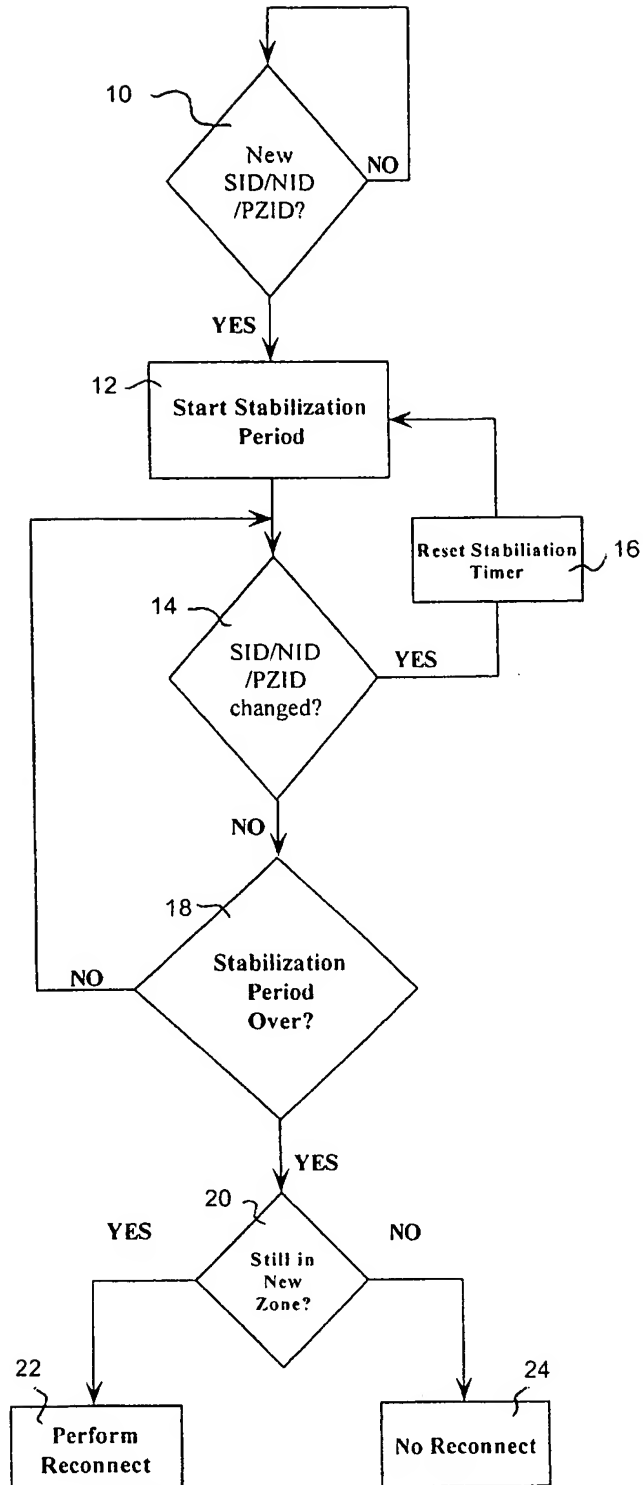 10
New
SID/NID
/PZID?
NO
YES
12
Start Stabilization
Period
Reset Stabiliation
Timer
16
14
SID/NID
/PZID
changed?
YES
NO
18
Stabilization
Period
Over?
NO
YES
20
YES
NO
Still in
New
Zone?
22
Perform
Reconnect
24
No Reconnect